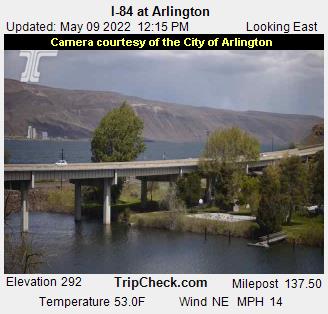 I-84 at Arlington
Updated: May 09 2022 12:15 PM Looking East
Camera courtesy of the City of Arlington
Elevation 292 TripCheck.com Milepost 137.50
Temperature 53.0F Wind NE MPH 14